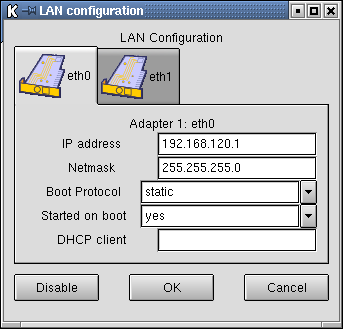 K LAN configuration
LAN Configuration
eth0 eth1
Adapter 1: eth0
IP address 192.168.120.1
Netmask 255.255.255.0
Boot Protocol static
Started on boot yes
DHCP client
Disable OK Cancel